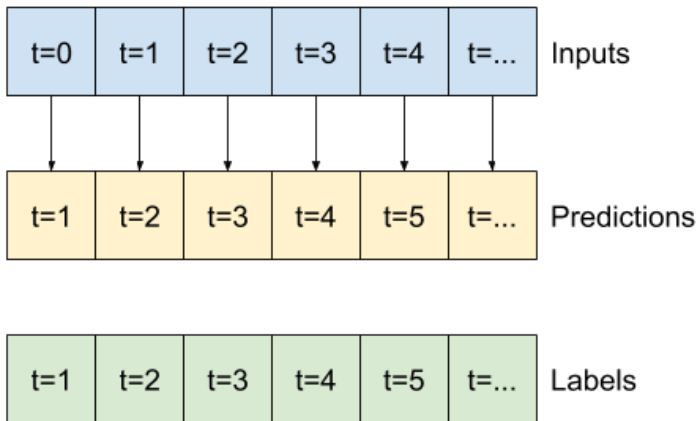 t=0 t=1 t=2 t=3 t=4 t=... Inputs
t=1 t=2 t=3 t=4 t=5 t=... Predictions
t=1 t=2 t=3 t=4 t=5 t=... Labels